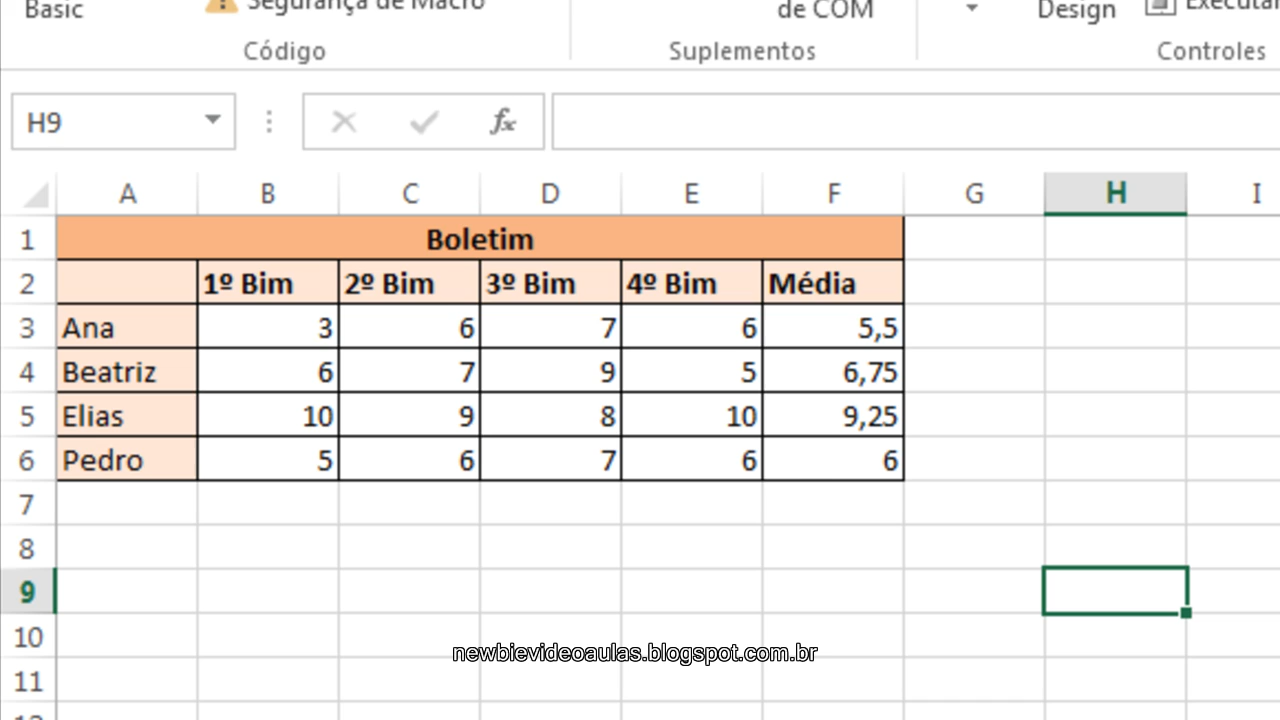 Basic Segurança de Macro de COM Design
Código Suplementos Controles
H9 fx
A B C D E F G H I
1 Boletim
2 1º Bim 2º Bim 3º Bim 4º Bim Média
3 Ana 3 6 7 6 5,5
4 Beatriz 6 7 9 5 6,75
5 Elias 10 9 8 10 9,25
6 Pedro 5 6 7 6 6
7
8
9
10
newbievideoaulas.blogspot.com.br
11